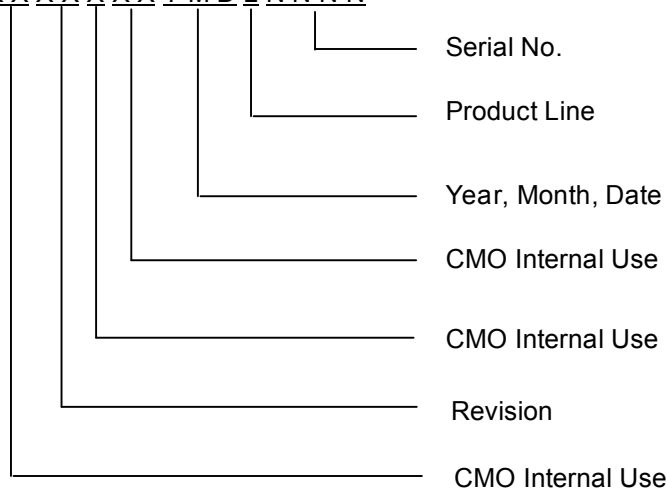 Serial No.
Product Line
Year, Month, Date
CMO Internal Use
CMO Internal Use
Revision
CMO Internal Use